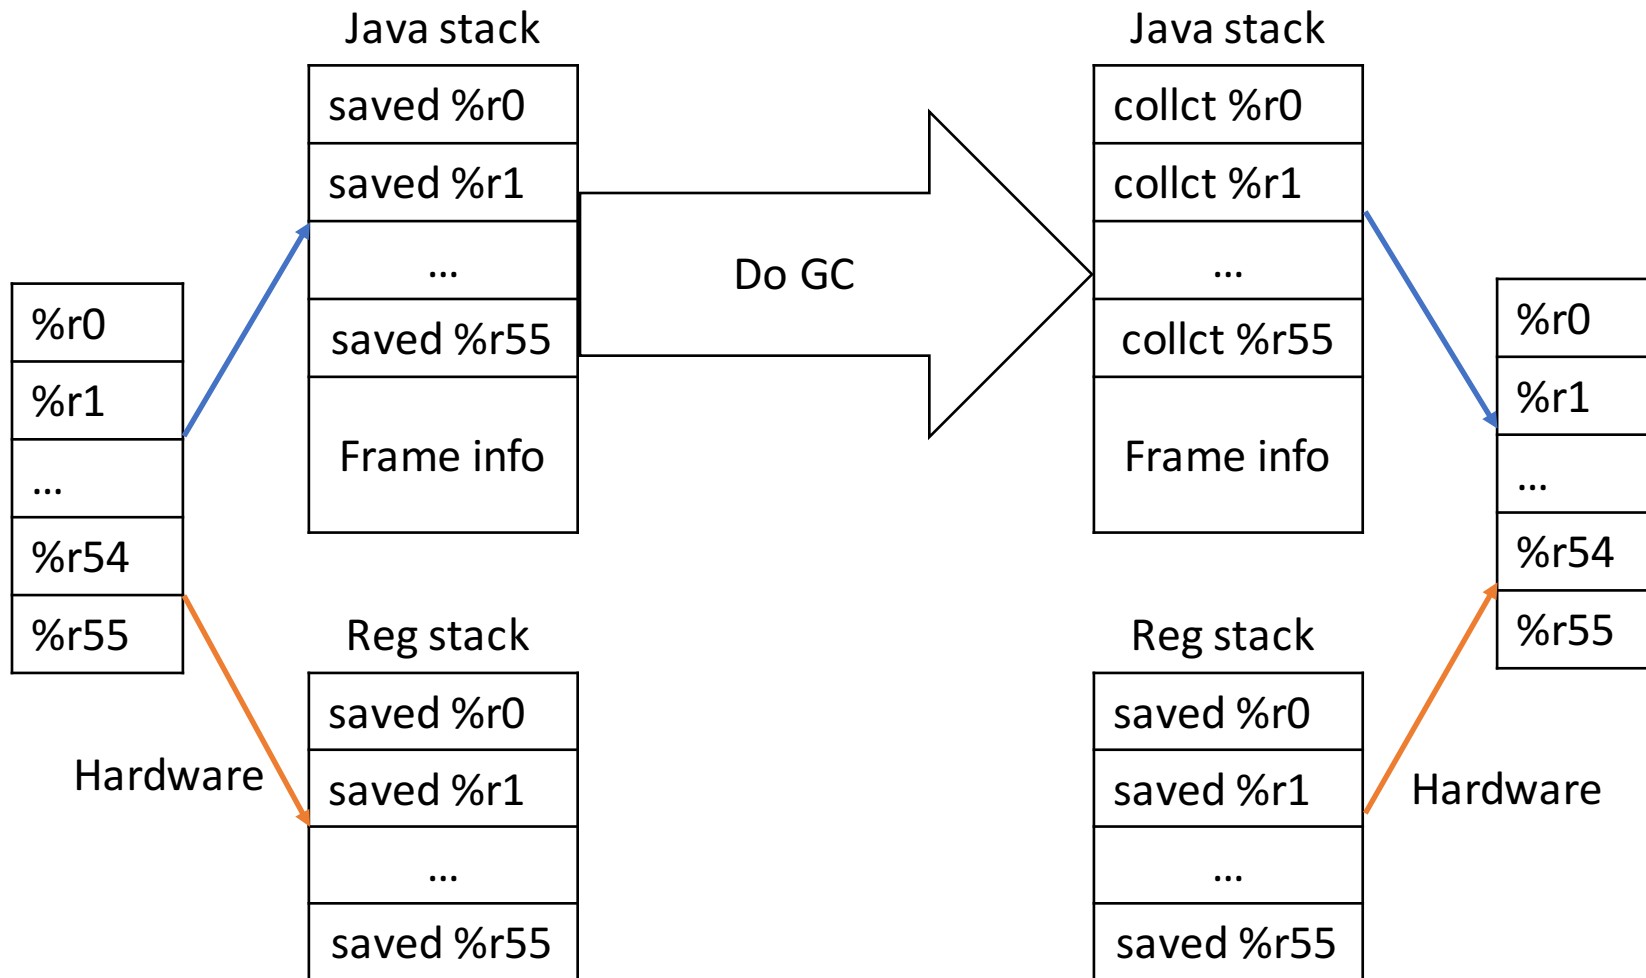 Java stack
saved %r0
saved %r1
...
saved %r55
Frame info
%r0
%r1
...
%r54
%r55
Hardware
Reg stack
saved %r0
saved %r1
...
saved %r55
Do GC
Java stack
collct %r0
collct %r1
...
collct %r55
Frame info
Reg stack
saved %r0
saved %r1
...
saved %r55
Hardware
%r0
%r1
...
%r54
%r55